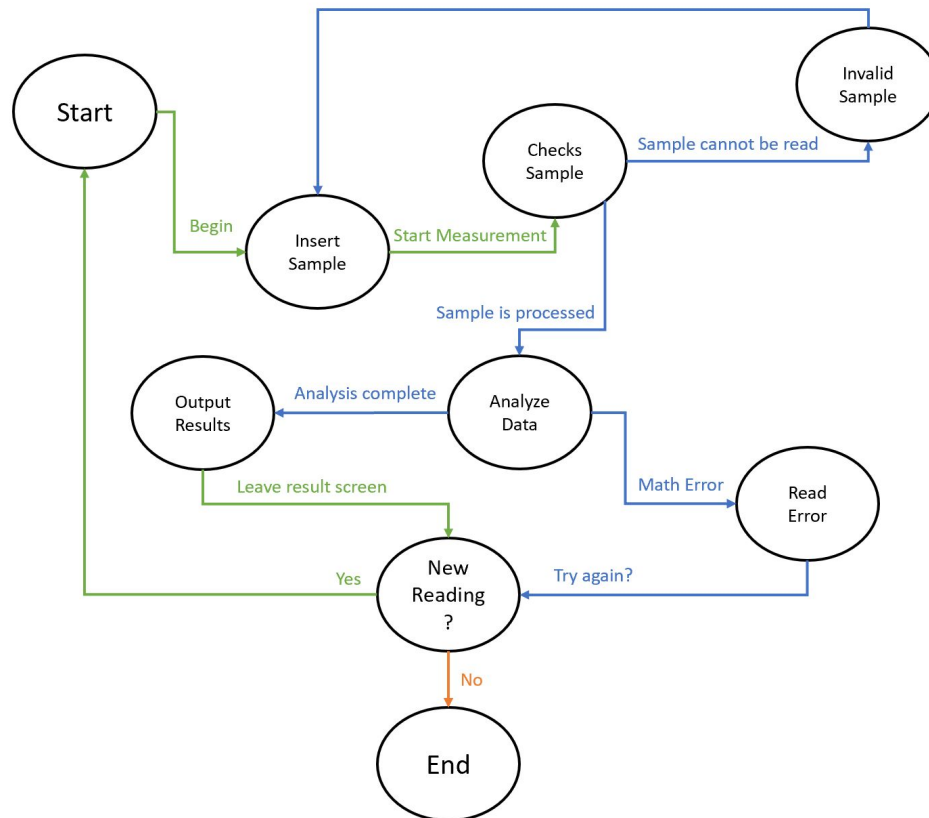 Start
Invalid
Sample
Checks
Sample
Sample cannot be read
Begin
Insert
Sample
Start Measurement
Sample is processed
Output
Results
Analysis complete
Analyze
Data
Leave result screen
Math Error
Read
Error
Yes
New
Reading
?
Try again?
No
End